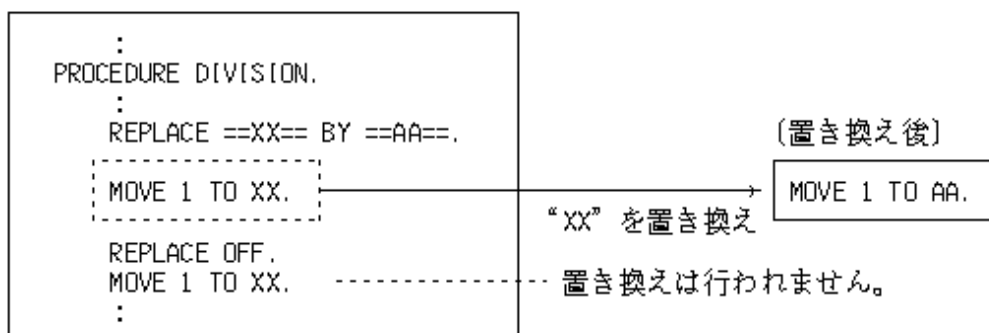 :
PROCEDURE DIVISION.
:
REPLACE ==XX== BY ==AA==.
〔置き換え後〕
MOVE 1 TO XX.
MOVE 1 TO AA.
“XX”を置き換え
REPLACE OFF.
MOVE 1 TO XX.
置き換えは行われません。
: